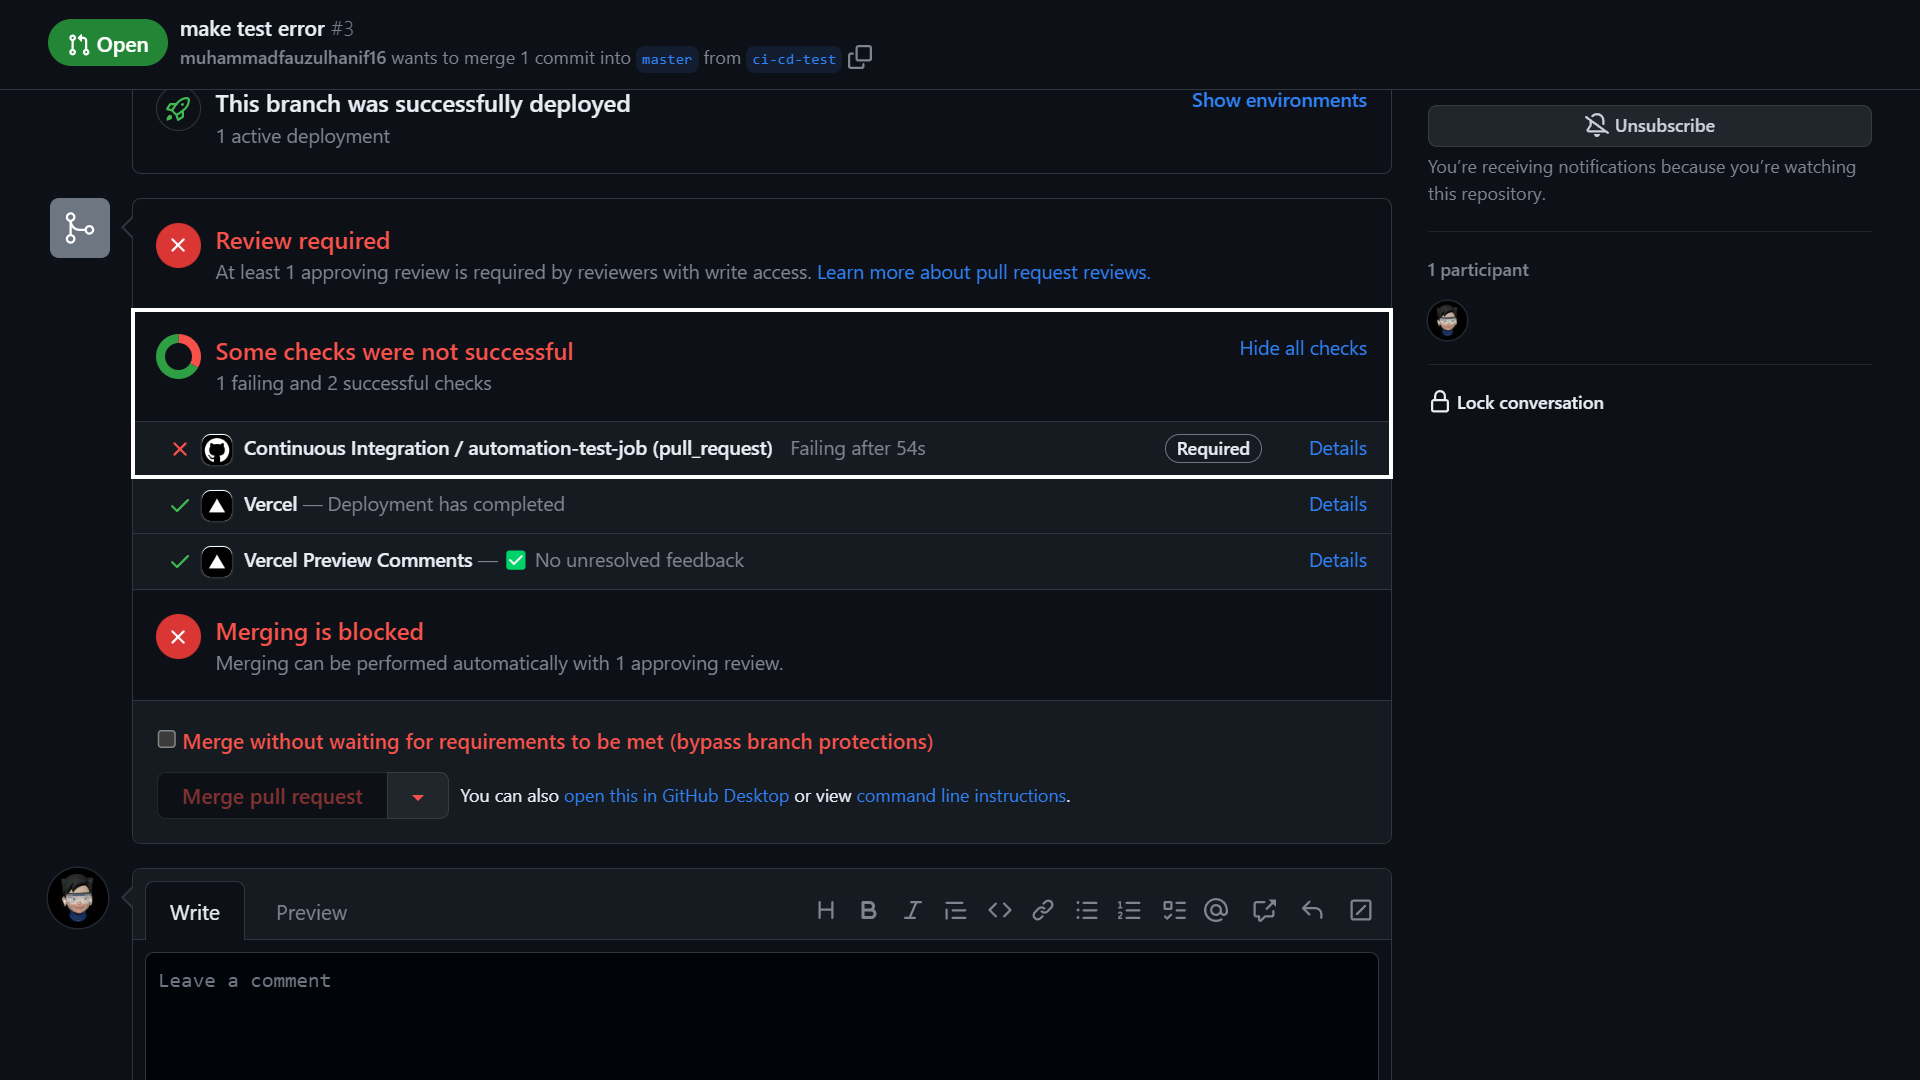 Open
make test error #3
muhammadfauzulhanif16 wants to merge 1 commit into master from ci-cd-test
This branch was successfully deployed
Show environments
1 active deployment
Unsubscribe
You're receiving notifications because you're watching
this repository.
Review required
At least 1 approving review is required by reviewers with write access. Learn more about pull request reviews.
1 participant
Some checks were not successful
Hide all checks
1 failing and 2 successful checks
Lock conversation
Continuous Integration / automation-test-job (pull_request) Failing after 54s Required Details
Vercel — Deployment has completed Details
Vercel Preview Comments — ✅ No unresolved feedback Details
Merging is blocked
Merging can be performed automatically with 1 approving review.
Merge without waiting for requirements to be met (bypass branch protections)
Merge pull request
You can also open this in GitHub Desktop or view command line instructions.
Write Preview
Leave a comment